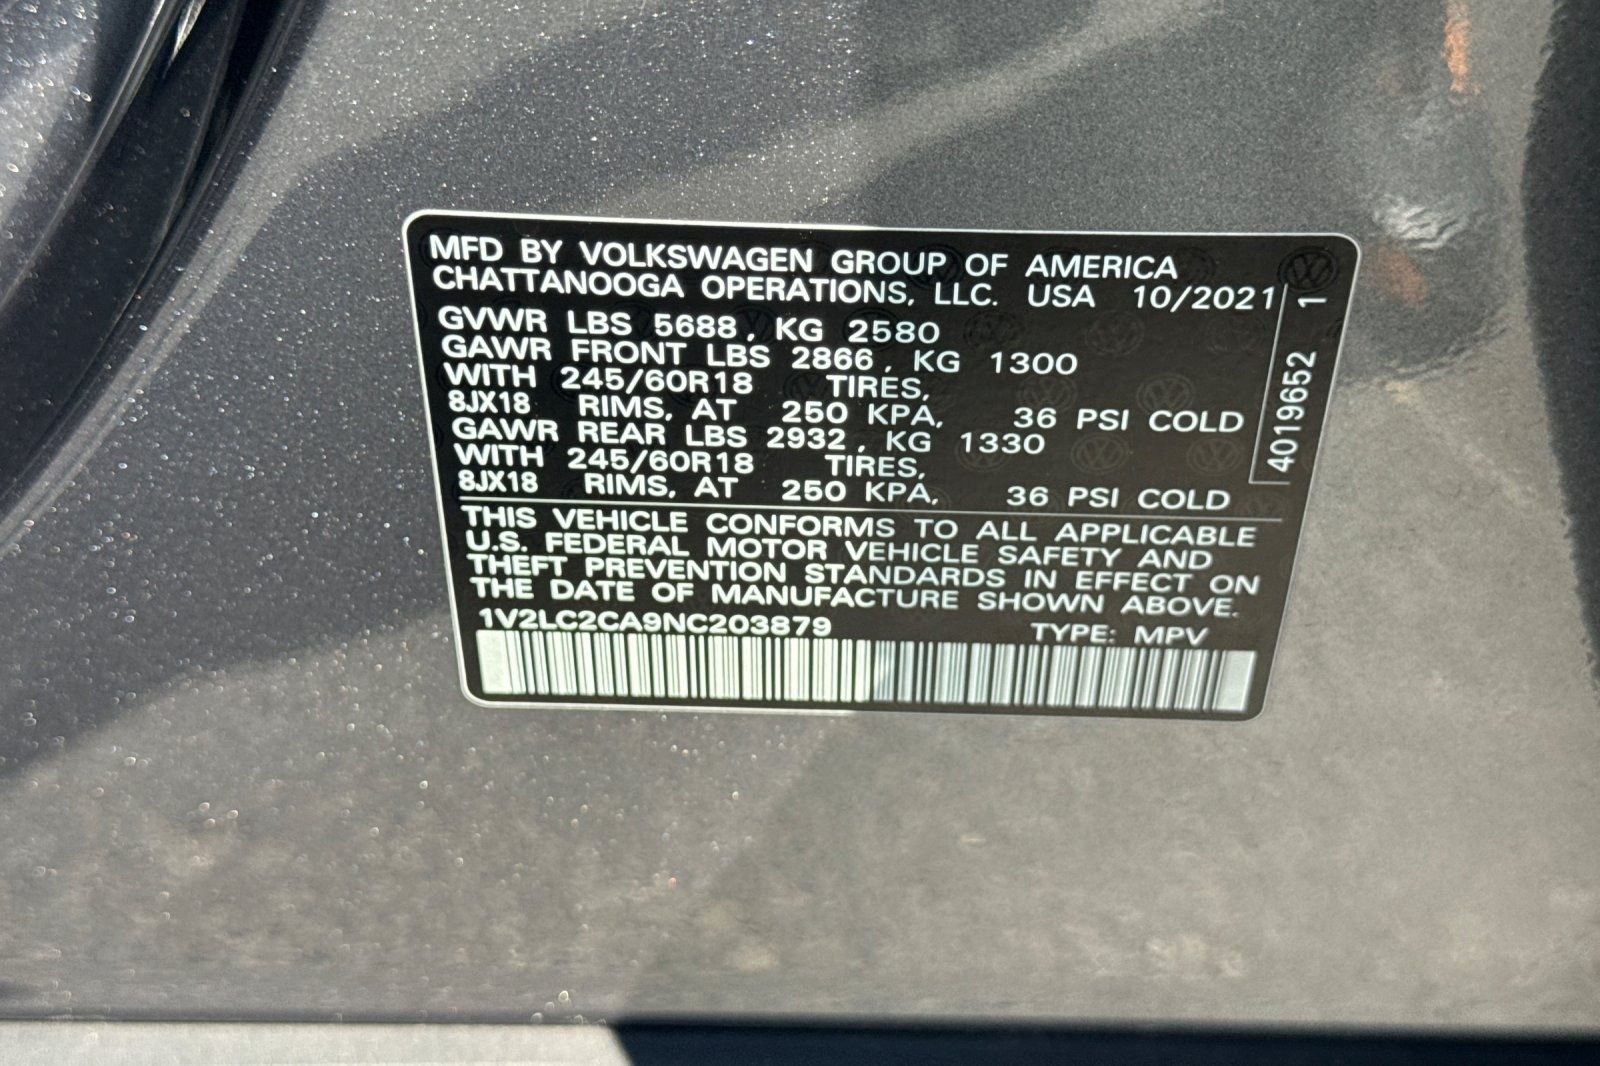 MFD BY VOLKSWAGEN GROUP OF AMERICA
CHATTANOOGA OPERATIONS, LLC. USA 10/2021
GVWR LBS 5688, KG 2580
GAWR FRONT LBS 2866, KG 1300
WITH 245/60R18 TIRES,
8JX18 RIMS, AT 250 KPA, 36 PSI COLD
GAWR REAR LBS 2932, KG 1330
WITH 245/60R18 TIRES,
8JX18 RIMS, AT 250 KPA, 36 PSI COLD
THIS VEHICLE CONFORMS TO ALL APPLICABLE
U.S. FEDERAL MOTOR VEHICLE SAFETY AND
THEFT PREVENTION STANDARDS IN EFFECT ON
THE DATE OF MANUFACTURE SHOWN ABOVE.
1V2LC2CA9NC203879 TYPE: MPV
4019652 1